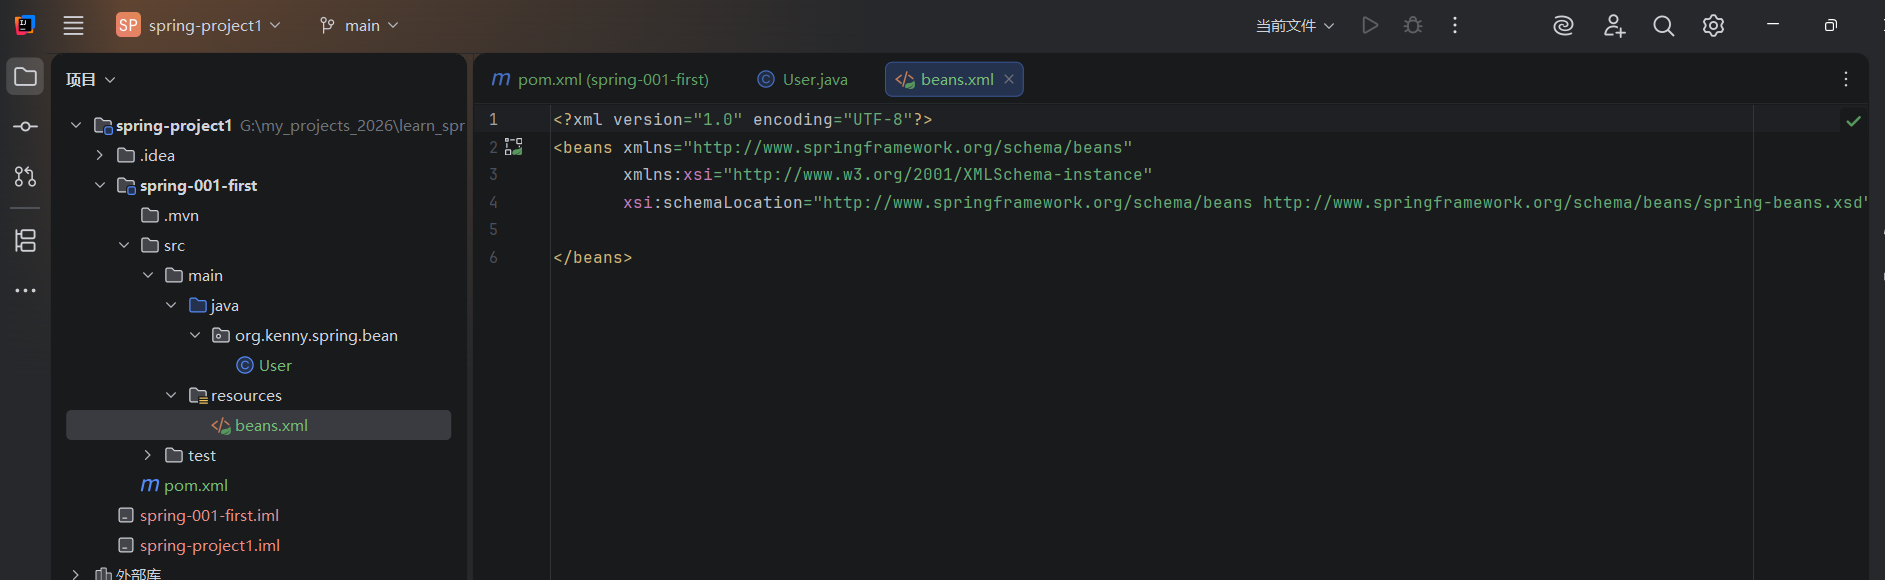 SP spring-project1 main 当前文件
项目
spring-project1 G:\my_projects_2026\learn_spr
.idea
spring-001-first
.mvn
src
main
java
org.kenny.spring.bean
User
resources
beans.xml
test
pom.xml
spring-001-first.iml
spring-project1.iml
外部库
pom.xml (spring-001-first) User.java beans.xml
1 <?xml version="1.0" encoding="UTF-8"?>
2 <beans xmlns="http://www.springframework.org/schema/beans"
3 xmlns:xsi="http://www.w3.org/2001/XMLSchema-instance"
4 xsi:schemaLocation="http://www.springframework.org/schema/beans http://www.springframework.org/schema/beans/spring-beans.xsd"
5
6 </beans>